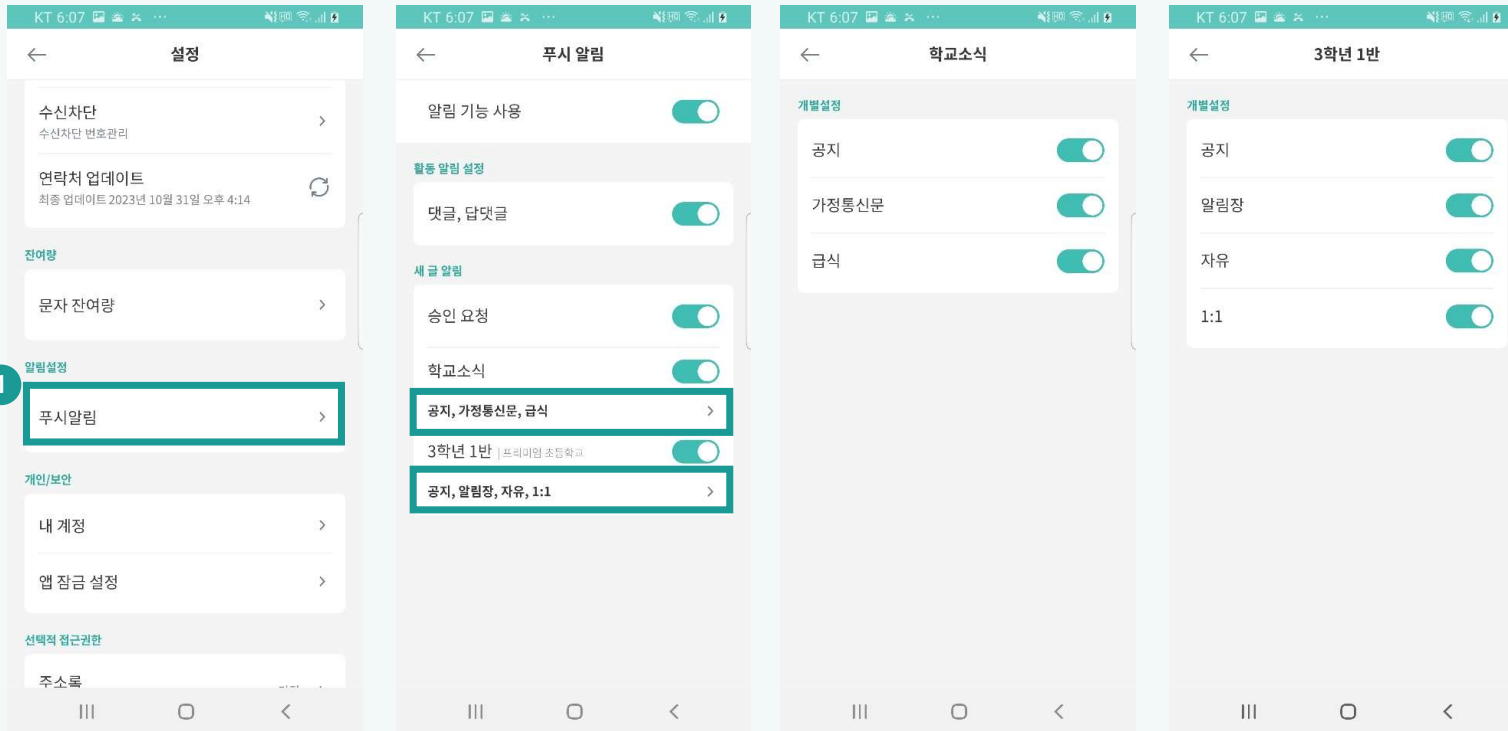 KT 6:07
설정
수신차단
수신차단 번호관리
연락처 업데이트
최종 업데이트 2023년 10월 31일 오후 4:14
잔여량
문자 잔여량
알림설정
1
푸시알림
개인/보안
내 계정
앱 잠금 설정
선택적 접근권한
주소록
KT 6:07
푸시 알림
알림 기능 사용
활동 알림 설정
댓글, 답댓글
새 글 알림
승인 요청
학교소식
공지, 가정통신문, 급식
3학년 1반 | 프리미엄 초등학교
공지, 알림장, 자유, 1:1
KT 6:07
학교소식
개별설정
공지
가정통신문
급식
KT 6:07
3학년 1반
개별설정
공지
알림장
자유
1:1